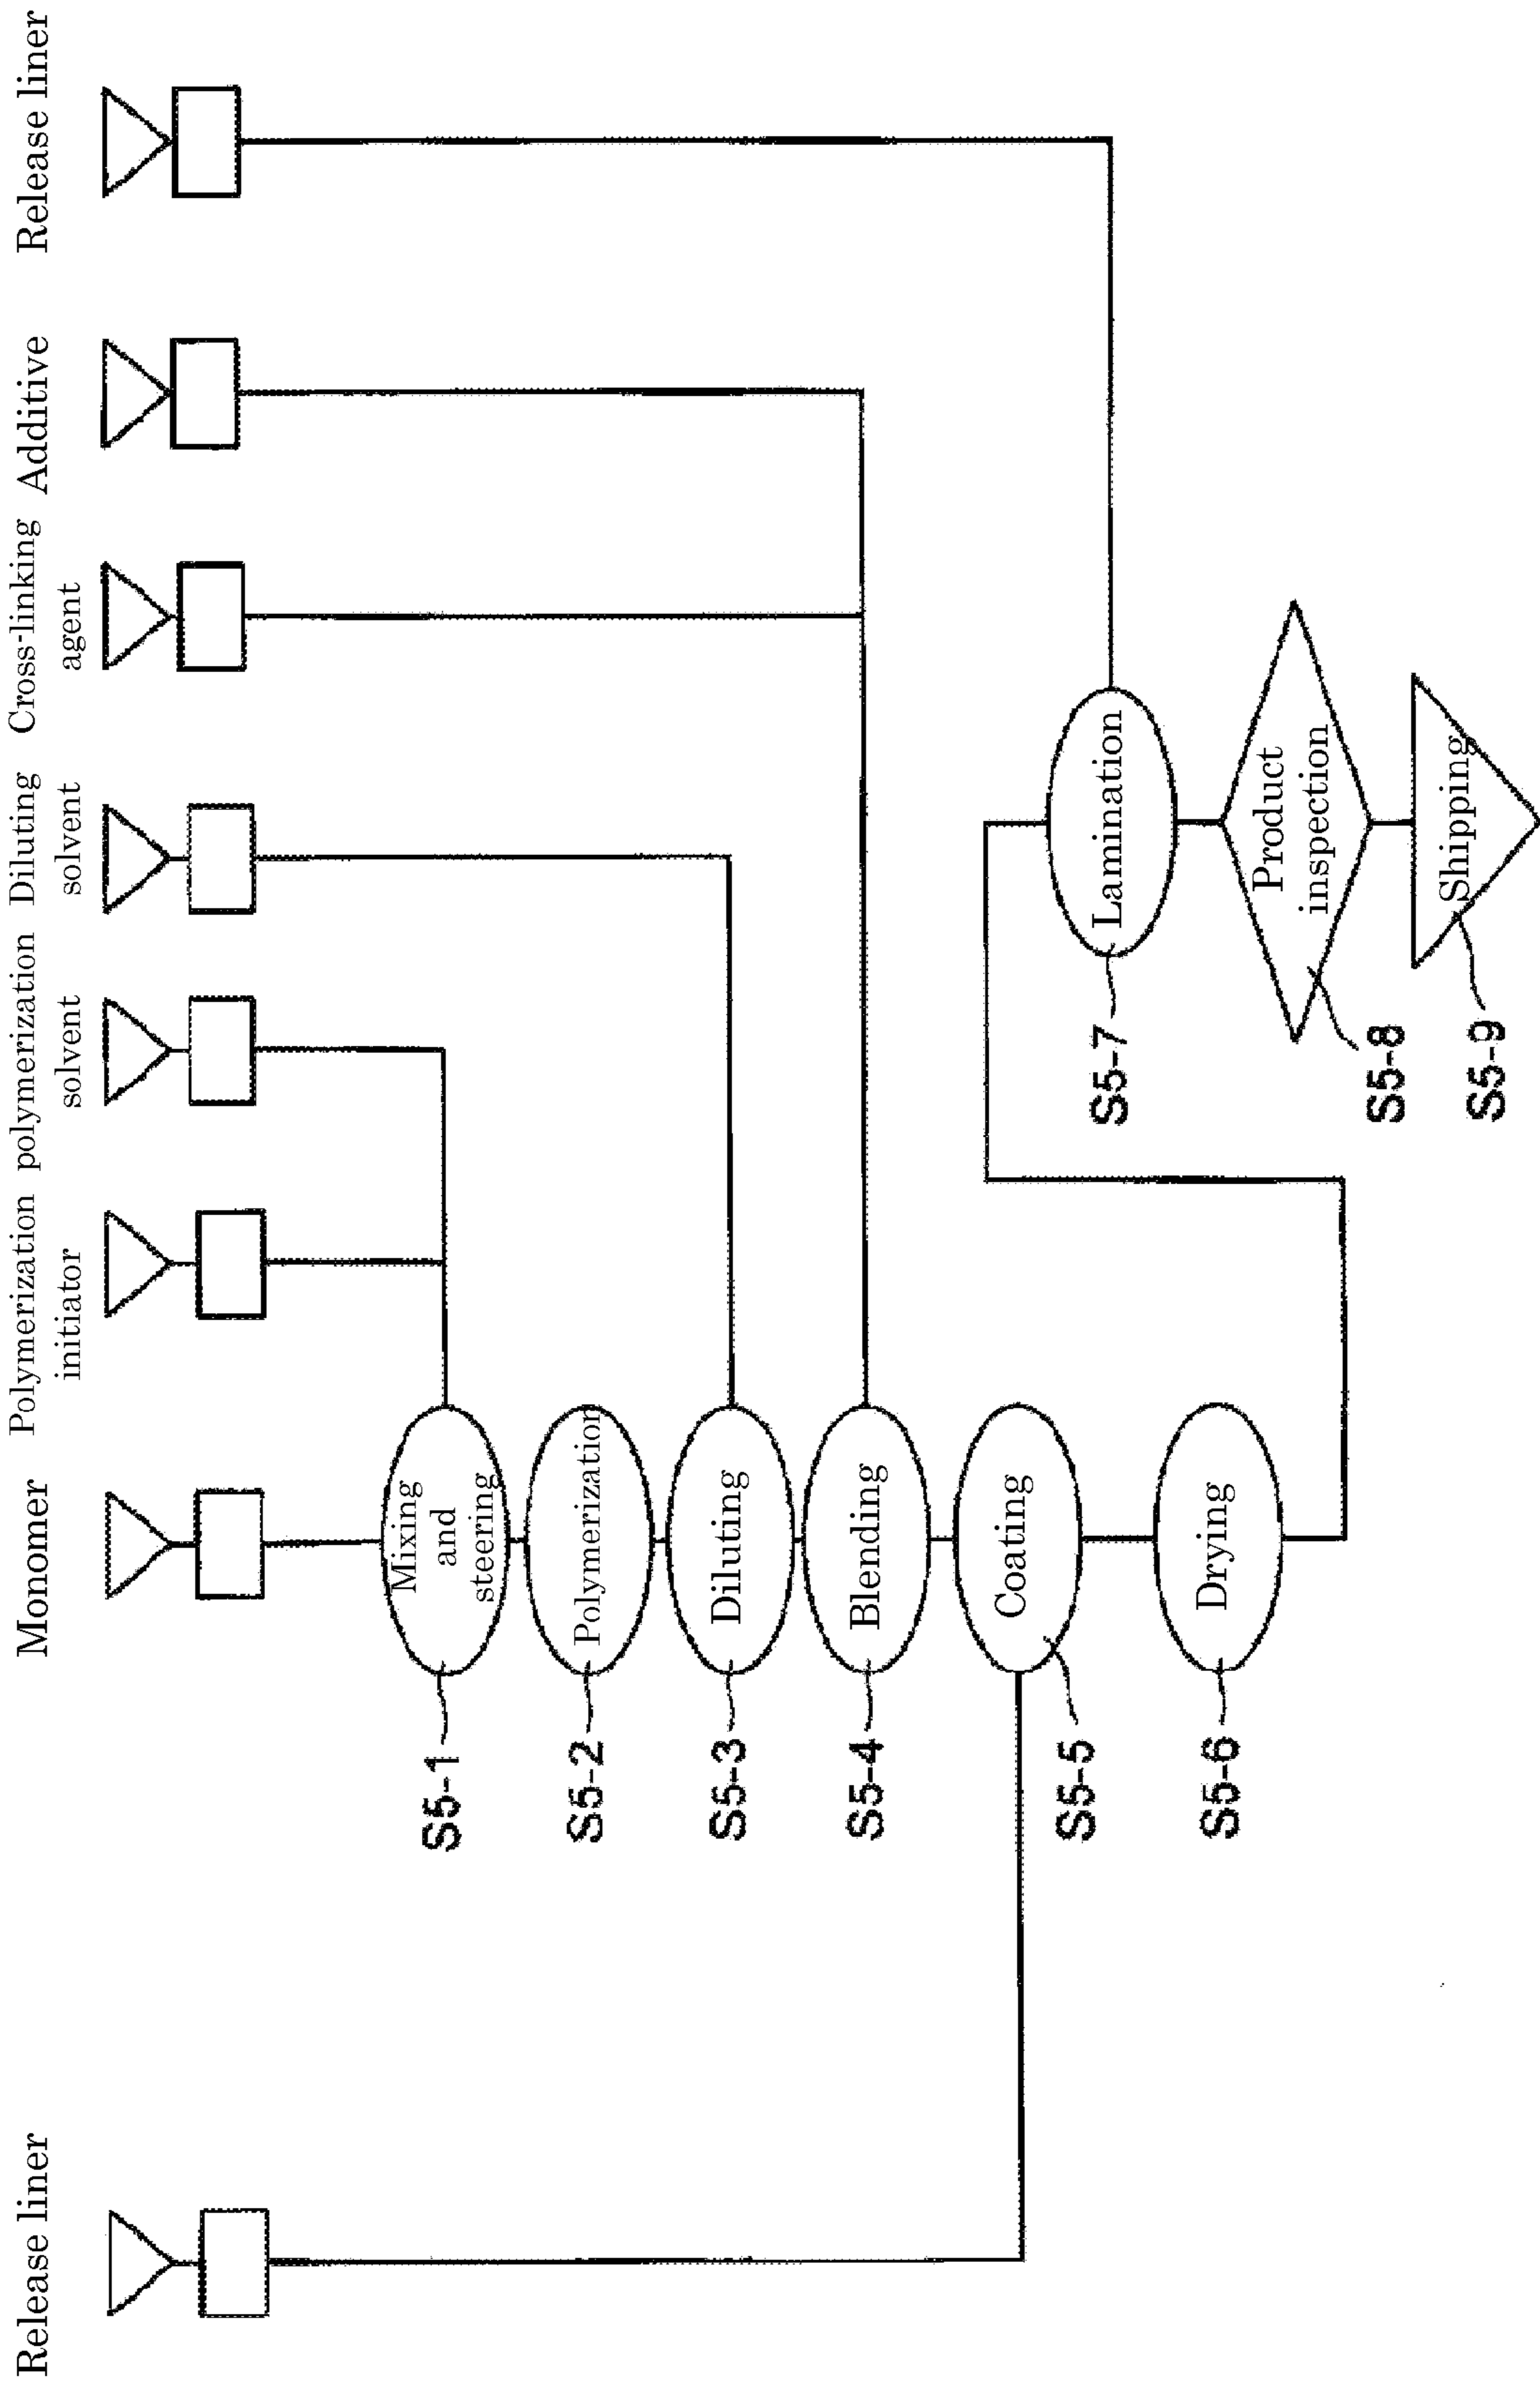 Release liner
Monomer
Polymerization
initiator
polymerization
solvent
Diluting
solvent
Cross-linking
agent
Additive
Release liner
S5-1
Mixing
and
steering
S5-2
Polymerization
S5-3
Diluting
S5-4
Blending
S5-5
Coating
S5-6
Drying
S5-7
Lamination
S5-8
Product
inspection
S5-9
Shipping